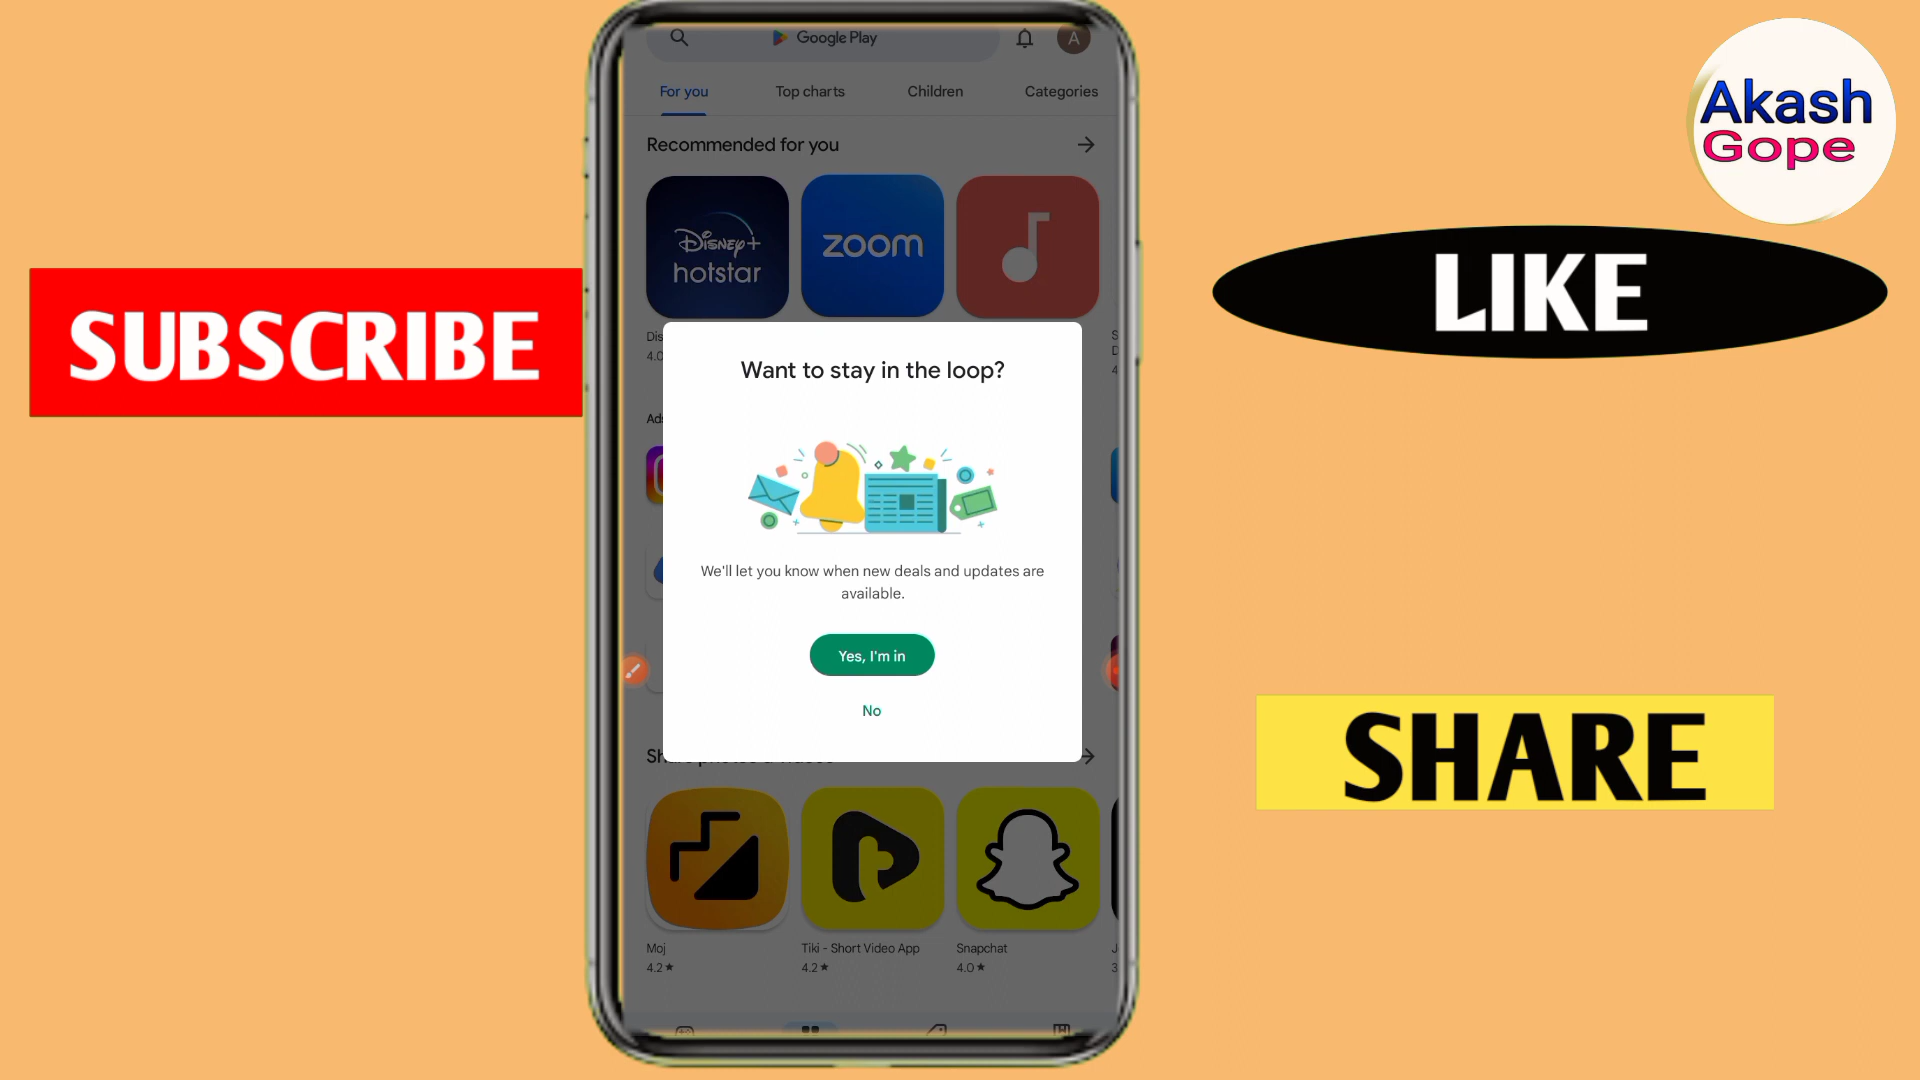 Google Play
A
For you
Top charts
Children
Categories
Recommended for you
Disney+
hotstar
zoom
4.0
Want to stay in the loop?
We'll let you know when new deals and updates are
available.
Yes, I'm in
No
Moj
4.2★
Tiki - Short Video App
4.2★
Snapchat
4.0★
SUBSCRIBE
Akash
Gope
LIKE
SHARE